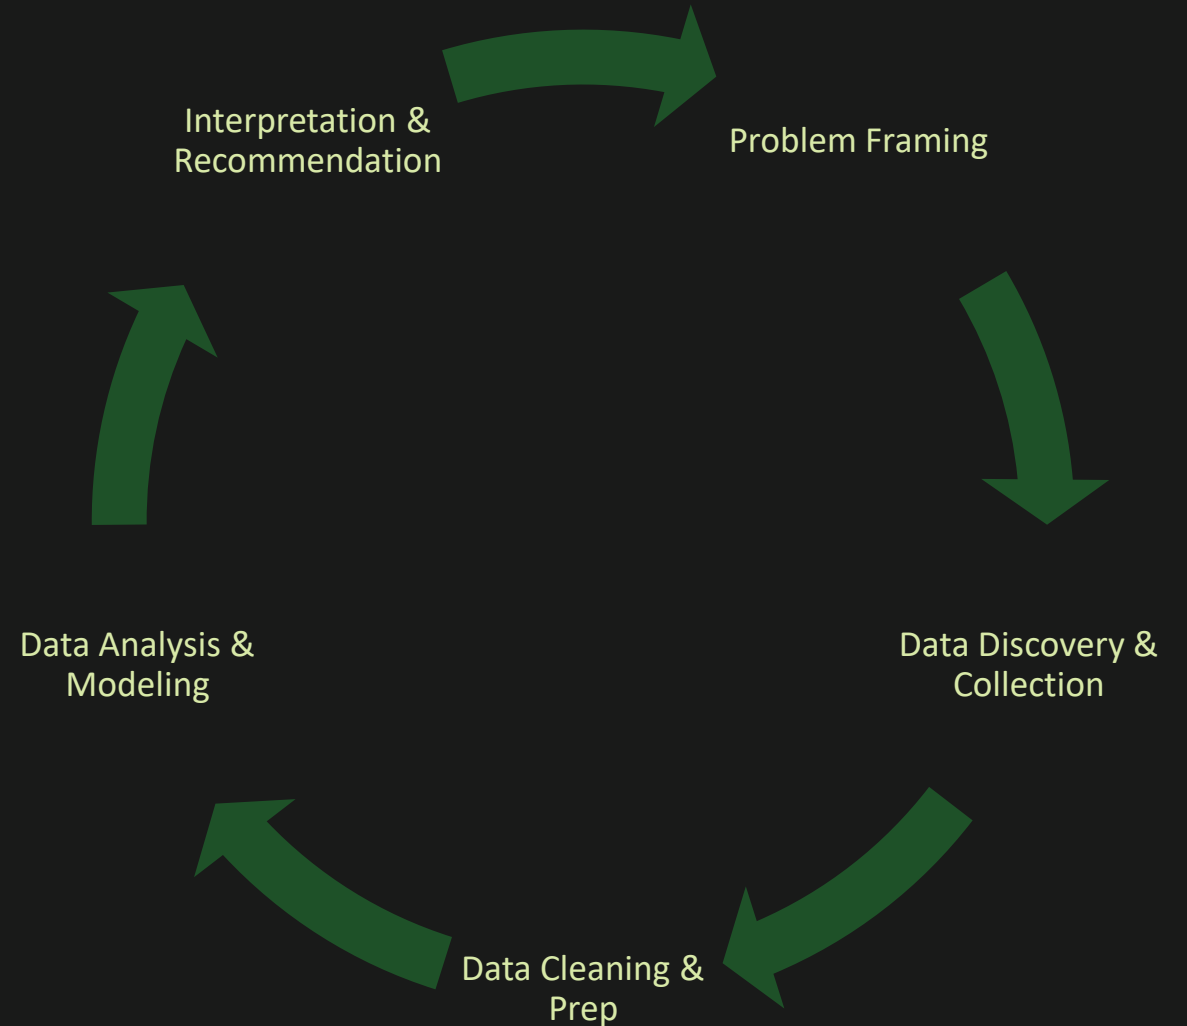 Interpretation &
Recommendation
Problem Framing
Data Analysis &
Modeling
Data Discovery &
Collection
Data Cleaning &
Prep